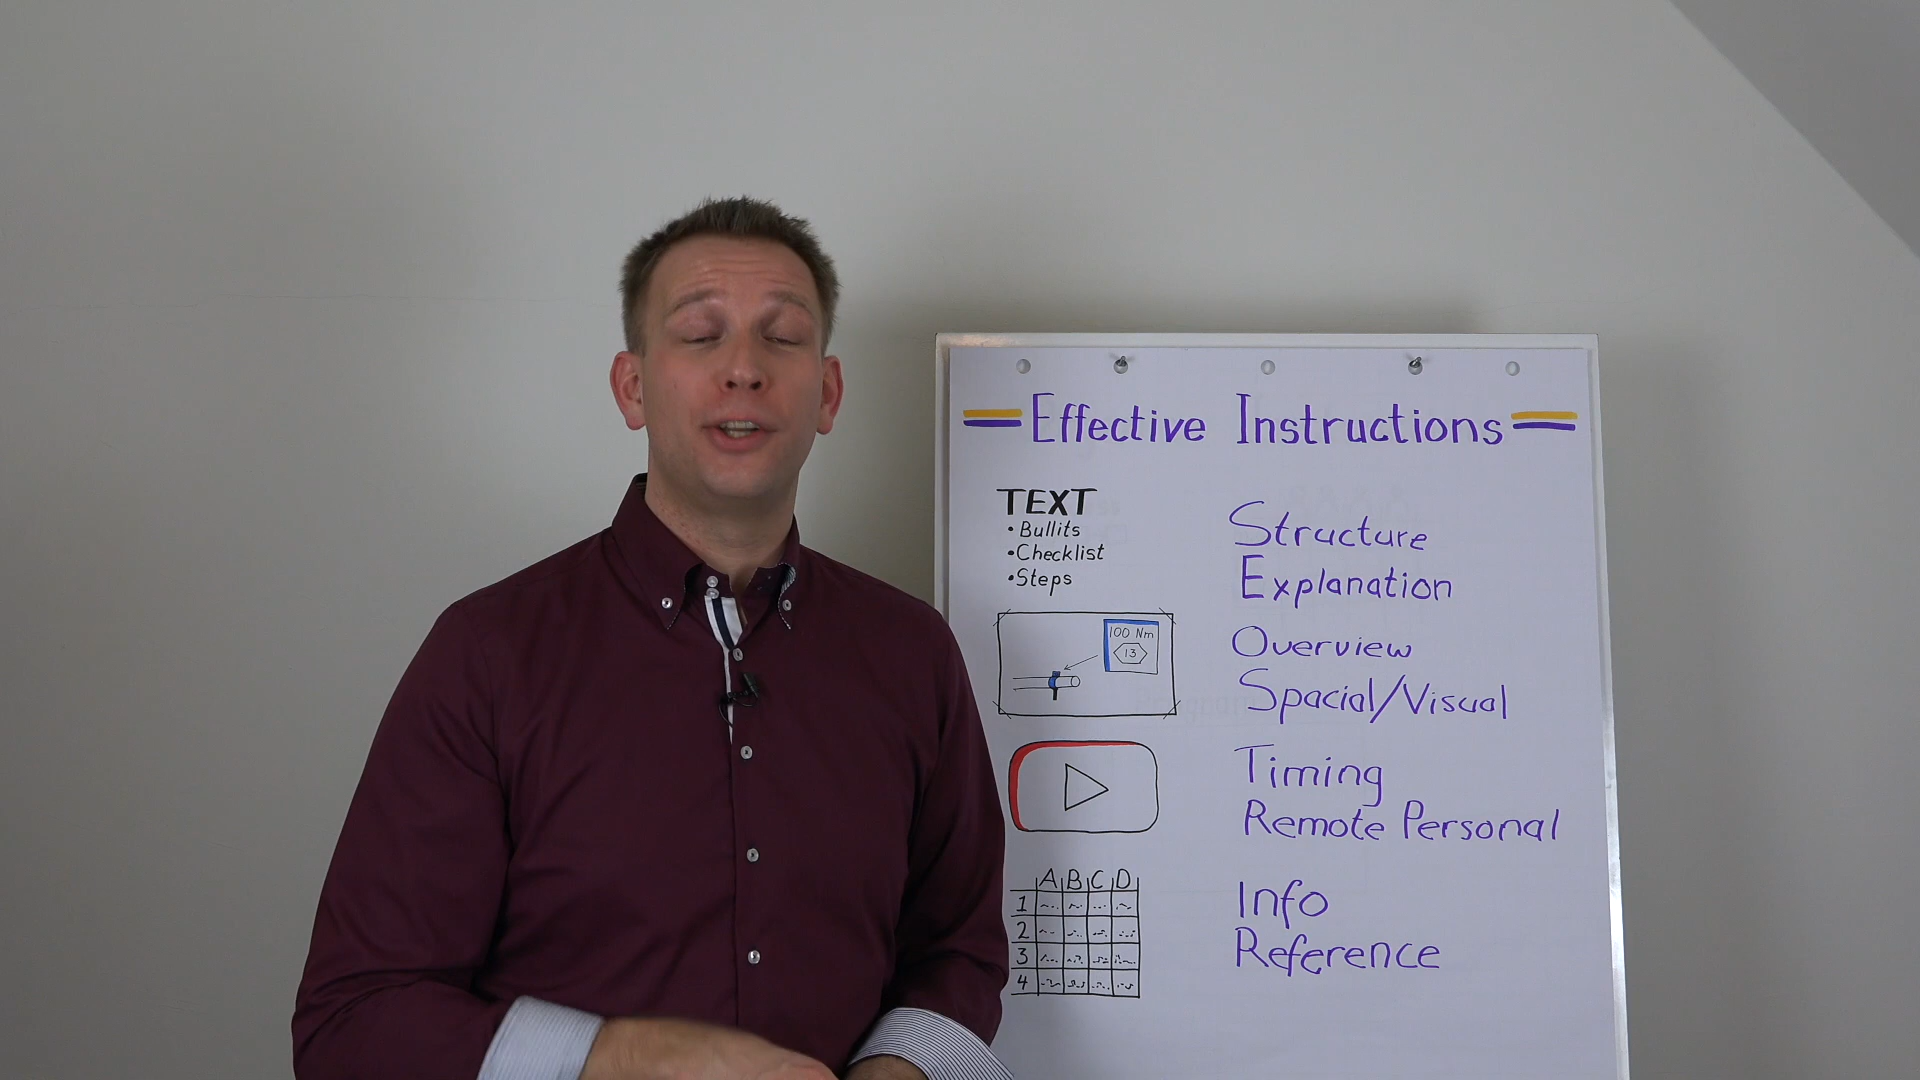 Effective Instructions
TEXT
• Bullits
• Checklist
• Steps
Structure
Explanation
100 Nm
13
Overview
Spacial/Visual
Timing
Remote Personal
A B C D
1
2
3
4
Info
Reference